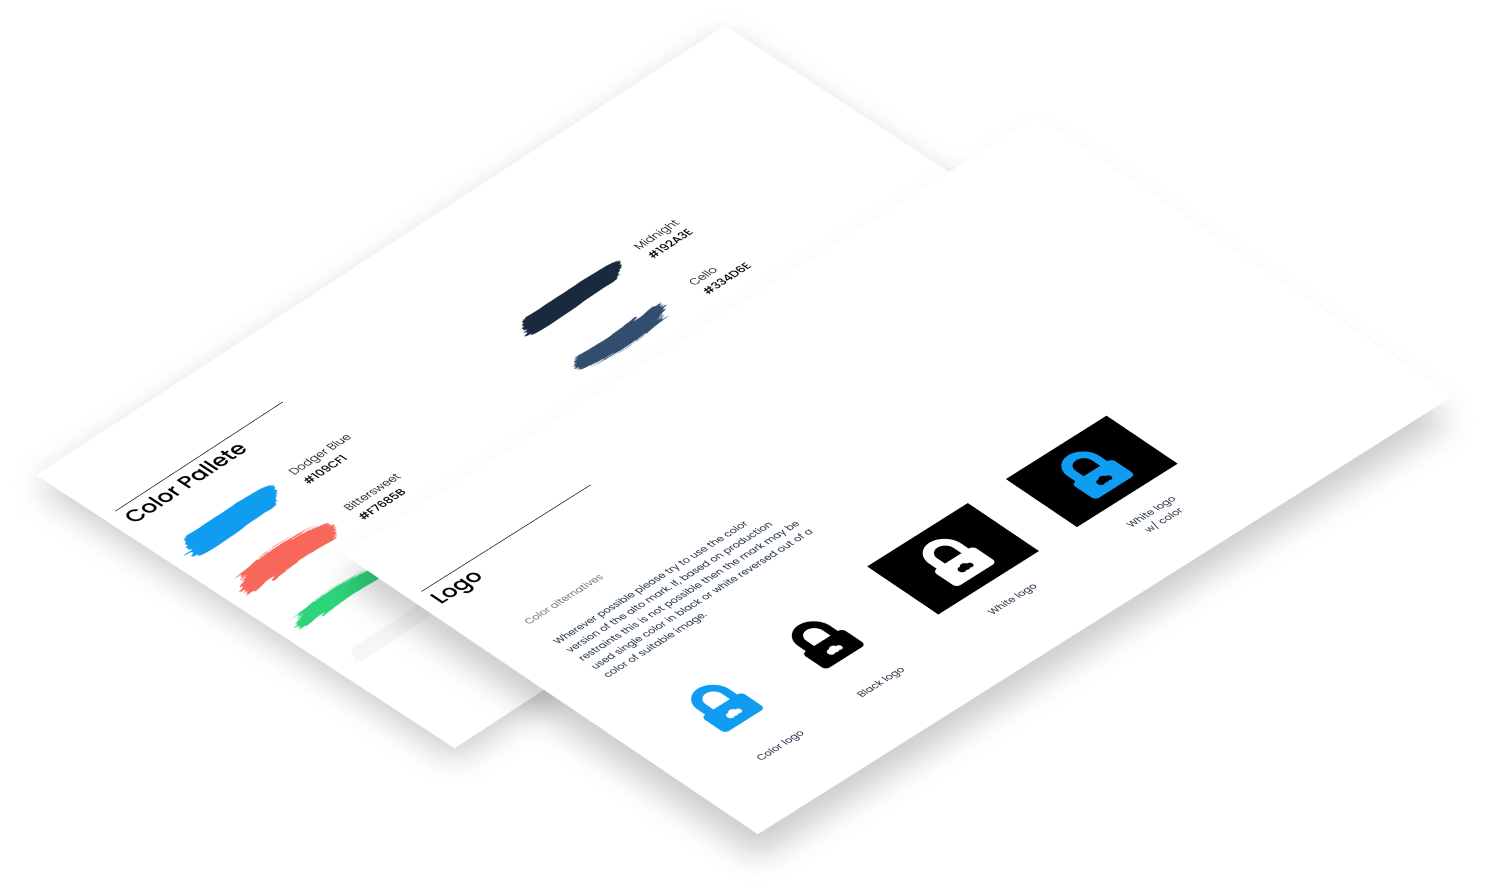 Color Pallete
Dodger Blue
#109CF1
Bittersweet
#F7685B
Midnight
#192A3E
Cello
#334D6E
Logo
Color alternatives
Wherever possible please try to use the color
version of the alto mark. If, based on production
restraints this is not possible then the mark may be
used single color in black or white reversed out of a
color of suitable image.
Color logo
Black logo
White logo
White logo
w/ color